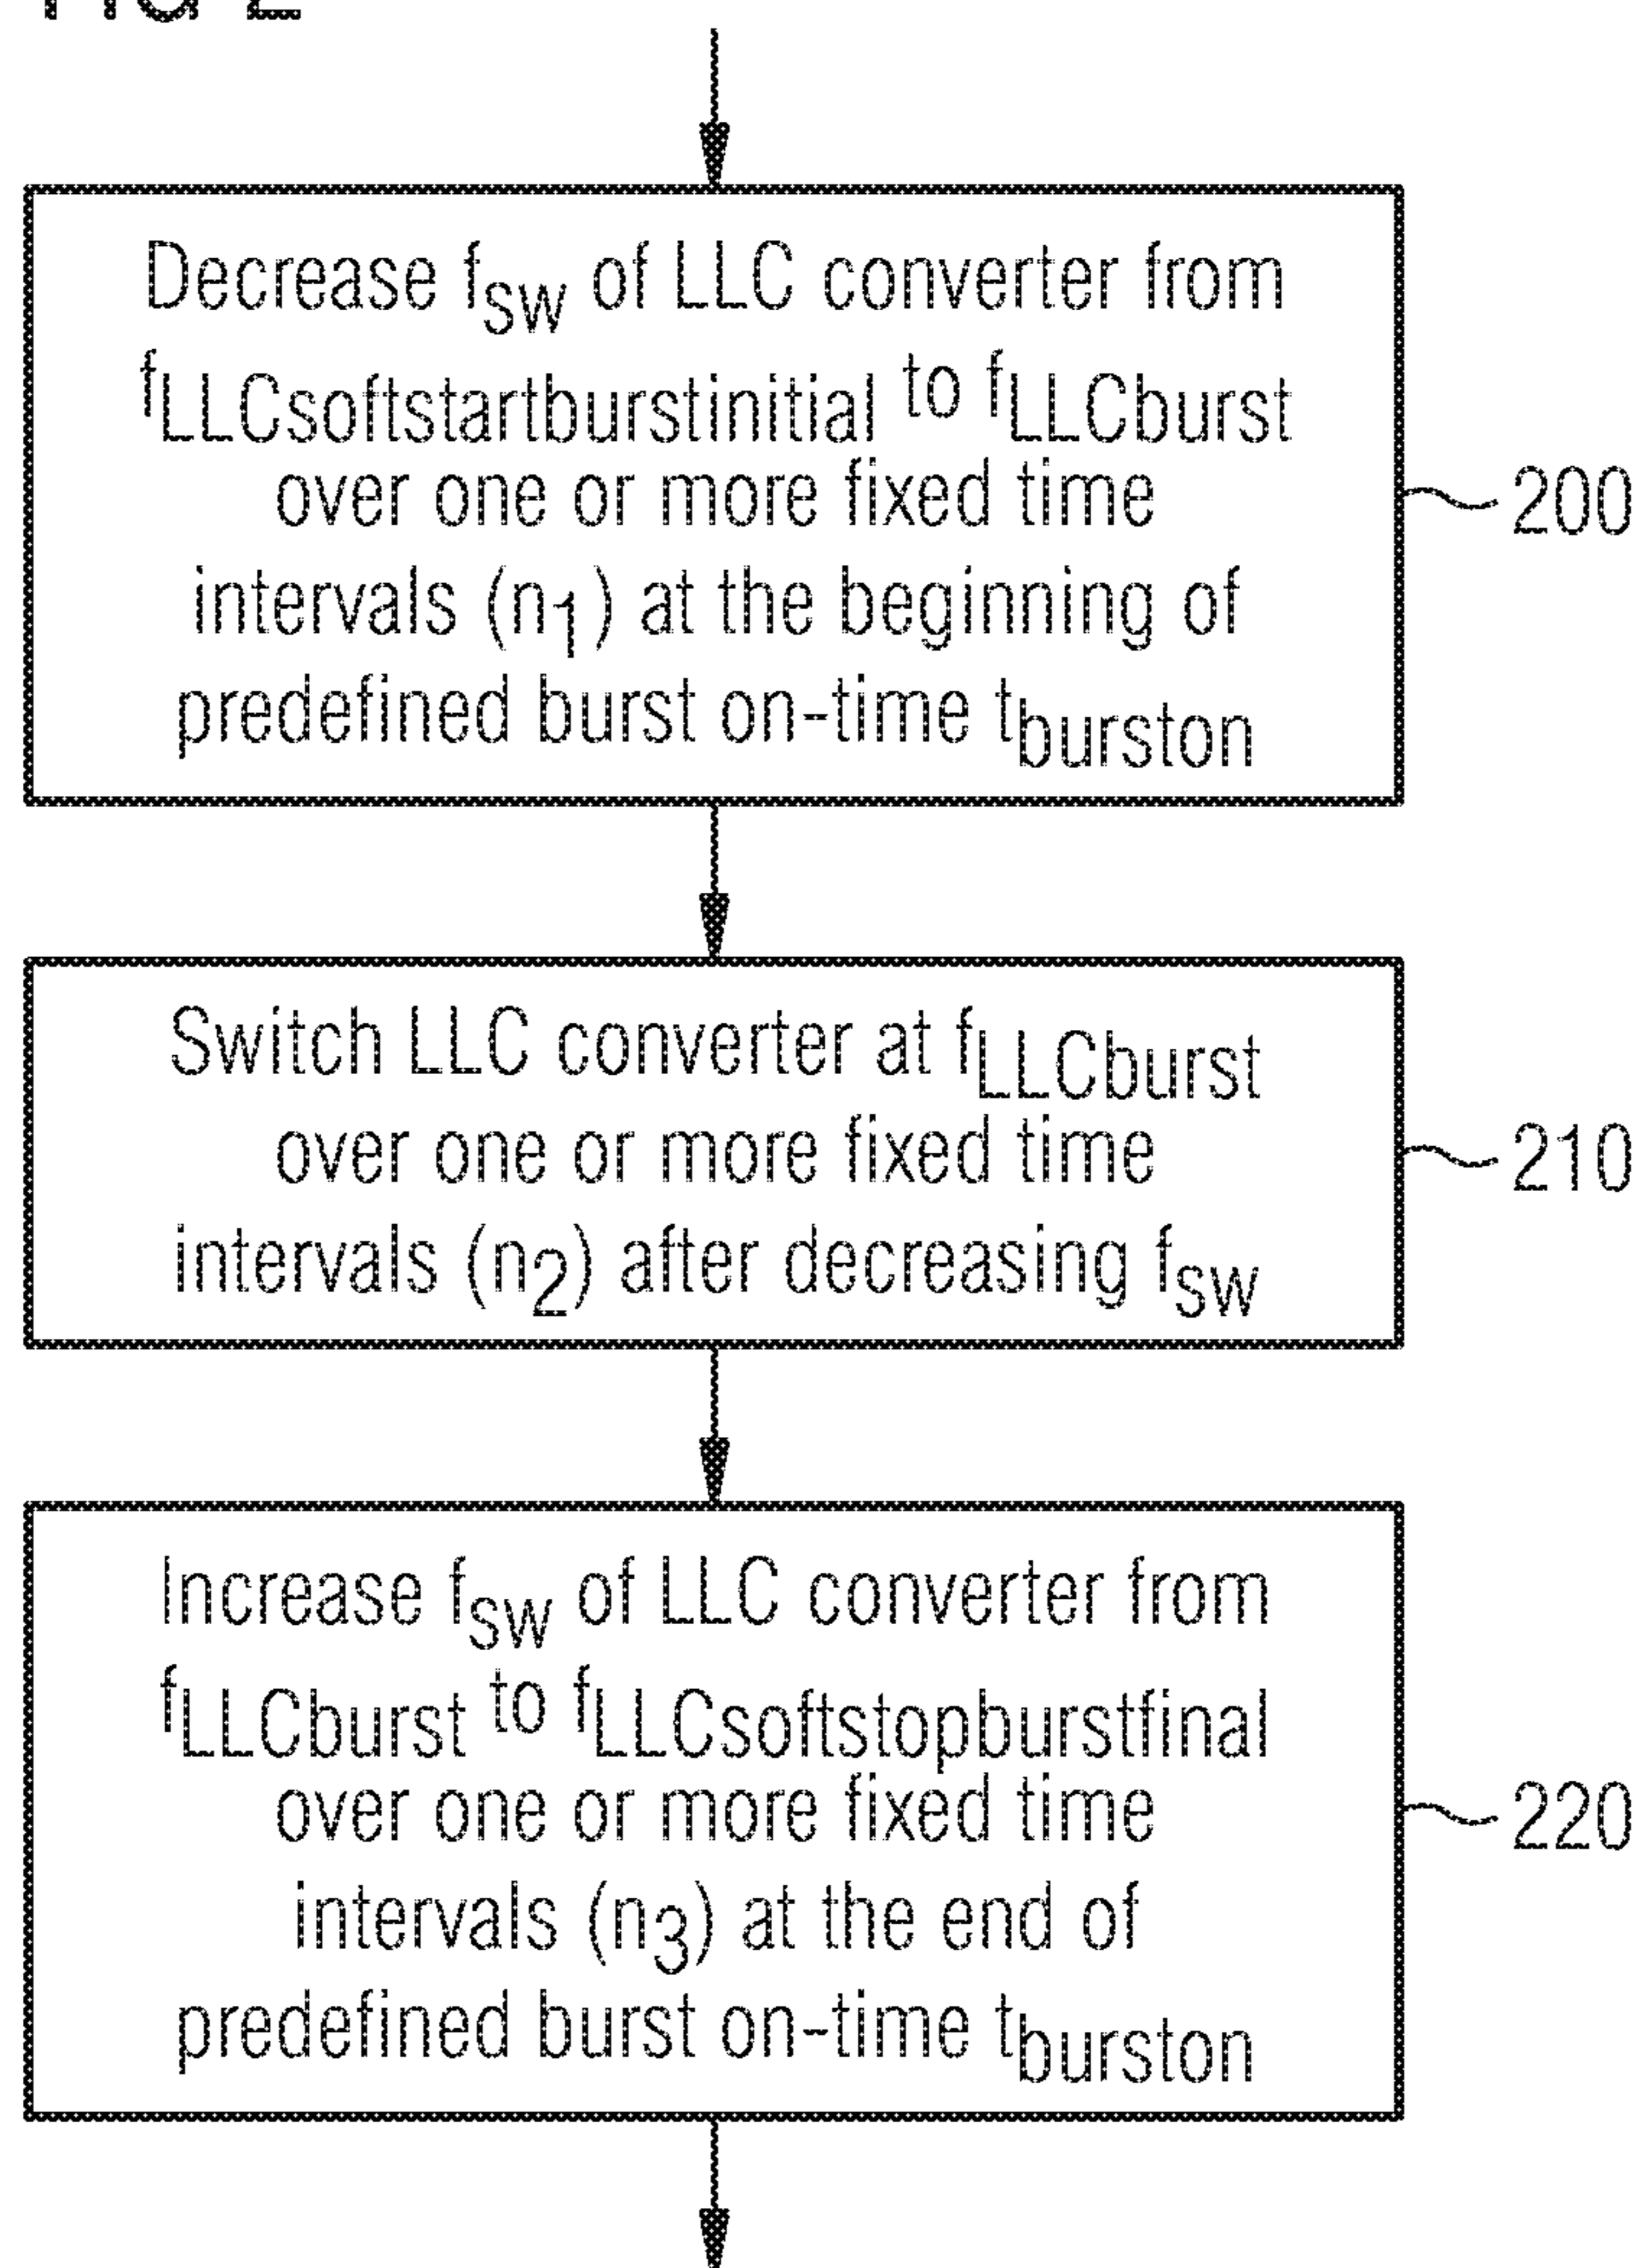 FIG 2
Decrease fsw of LLC converter from
fLLCsoftstartburstinitial to fLLCburst
over one or more fixed time
intervals (n1) at the beginning of
predefined burst on-time tburston
200
Switch LLC converter at fLLCburst
over one or more fixed time
intervals (n2) after decreasing fsw
210
Increase fsw of LLC converter from
fLLCburst to fLLCsoftstopburstfinal
over one or more fixed time
intervals (n3) at the end of
predefined burst on-time tburston
220